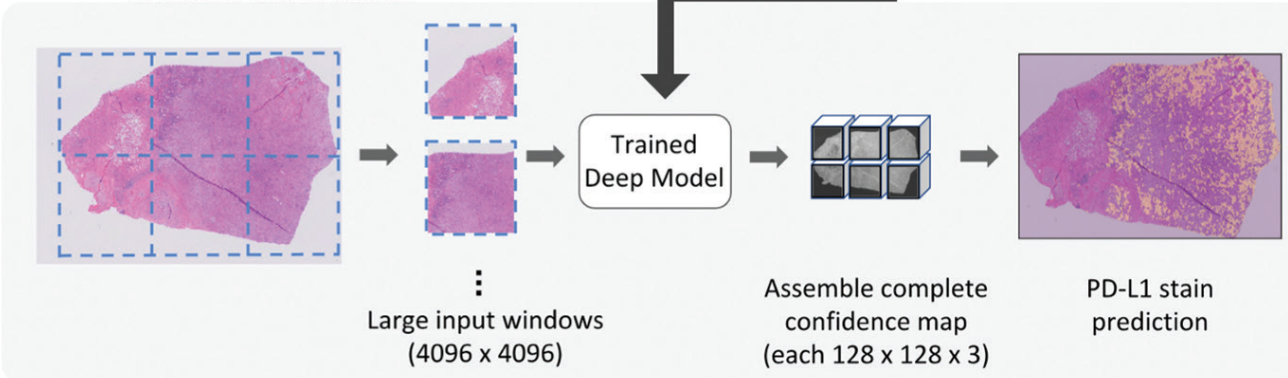 Trained
Deep Model
Large input windows
(4096 x 4096)
Assemble complete
confidence map
(each 128 x 128 x 3)
PD-L1 stain
prediction